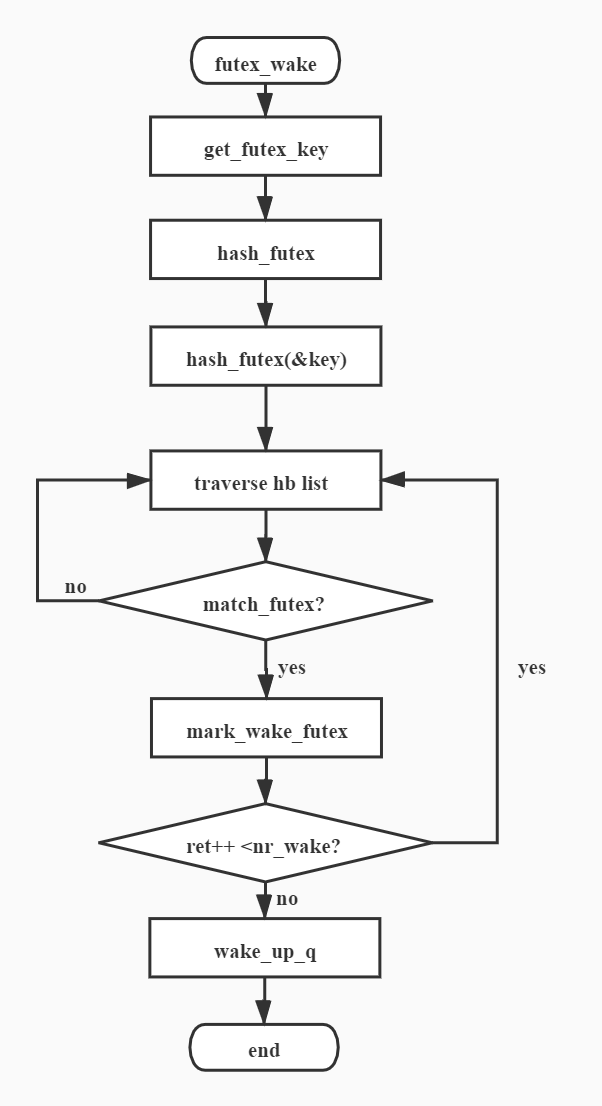 futex_wake
get_futex_key
hash_futex
hash_futex(&key)
traverse hb list
no
match_futex?
yes
yes
mark_wake_futex
ret++ <nr_wake?
no
wake_up_q
end